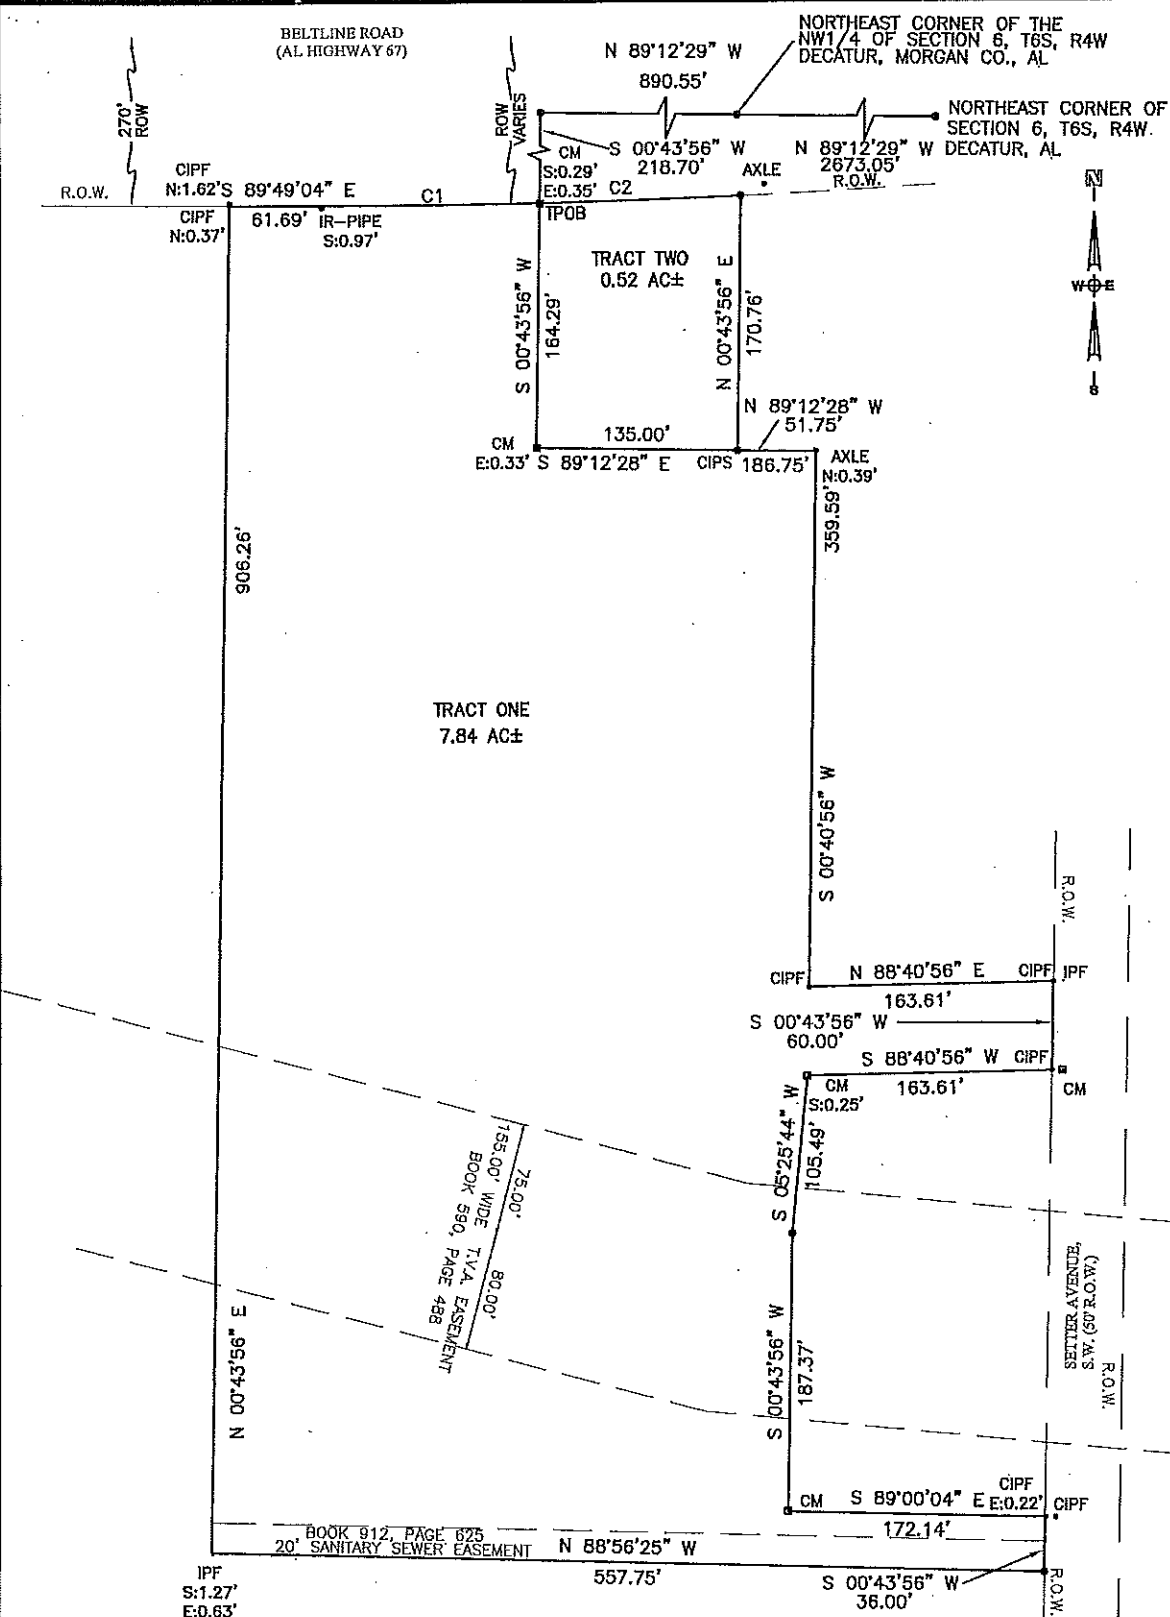 BELTLINE ROAD
(AL HIGHWAY 67)
N 89°12'29" W
890.55'
NORTHEAST CORNER OF THE
NW1/4 OF SECTION 6, T6S, R4W
DECATUR, MORGAN CO., AL
270'
ROW
ROW
VARIES
NORTHEAST CORNER OF
SECTION 6, T6S, R4W.
DECATUR, AL
CM
S:0.29'
E:0.35'
S 00°43'56" W
218.70'
N 89°12'29" W
2673.05'
AXLE
R.O.W.
N
W E
S
R.O.W.
CIPF
N:1.62'
S 89°49'04" E
C1
C2
CIPF
N:0.37'
61.69'
IR-PIPE
S:0.97'
TPOB
TRACT TWO
0.52 AC±
S 00°43'56" W
164.29'
N 00°43'56" E
170.76'
N 89°12'28" W
51.75'
CM
E:0.33'
135.00'
S 89°12'28" E
CIPS
186.75'
AXLE
N:0.39'
359.59'
906.26'
TRACT ONE
7.84 AC±
S 00°40'56" W
R.O.W.
CIPF
N 88°40'56" E
CIPF
IPF
163.61'
S 00°43'56" W
60.00'
S 88°40'56" W
CIPF
163.61'
CM
CM
S:0.25'
S 05°25'44" W
105.49'
75.00'
80.00'
155.00' WIDE T.V.A. EASEMENT
BOOK 590, PAGE 488
SETTER AVENUE,
S.W. (50' R.O.W.)
R.O.W.
N 00°43'56" E
S 00°43'56" W
187.37'
CM
S 89°00'04" E
CIPF
E:0.22'
CIPF
172.14'
BOOK 912, PAGE 625
20' SANITARY SEWER EASEMENT
N 88°56'25" W
557.75'
S 00°43'56" W
36.00'
R.O.W.
IPF
S:1.27'
E:0.63'